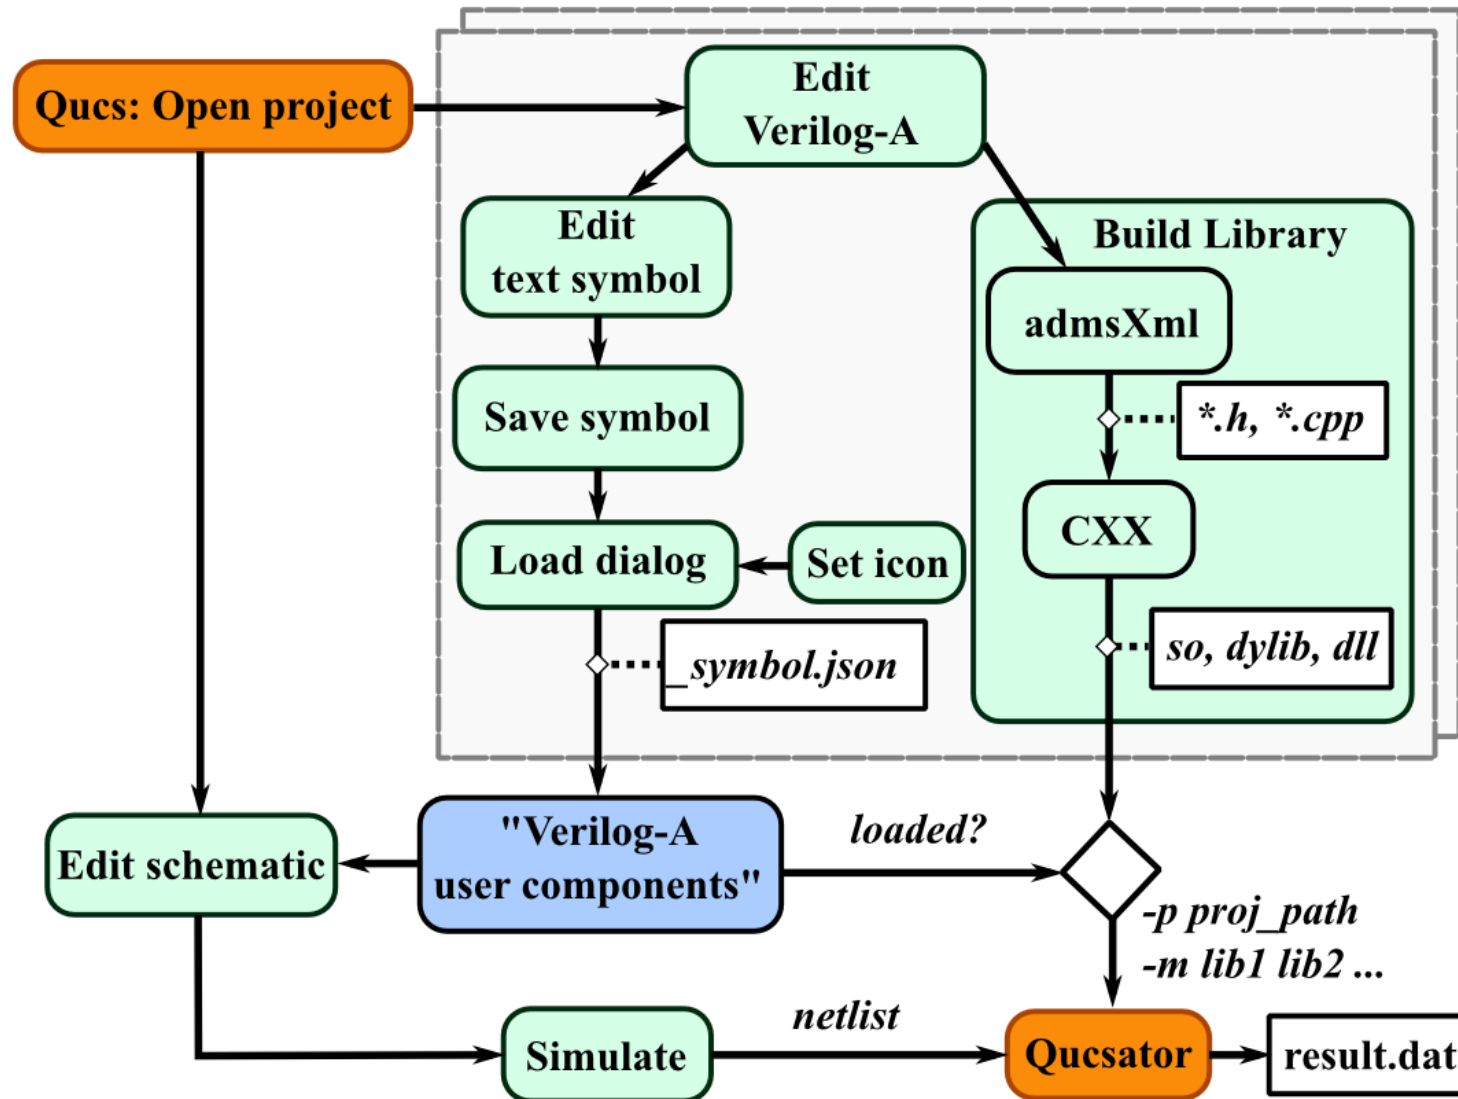 Qucs: Open project
Edit
Verilog-A
Edit
text symbol
Save symbol
Load dialog
Set icon
_symbol.json
Build Library
admsXml
*.h, *.cpp
CXX
so, dylib, dll
"Verilog-A
user components"
loaded?
Edit schematic
-p proj_path
-m lib1 lib2 ...
Simulate
netlist
Qucsator
result.dat